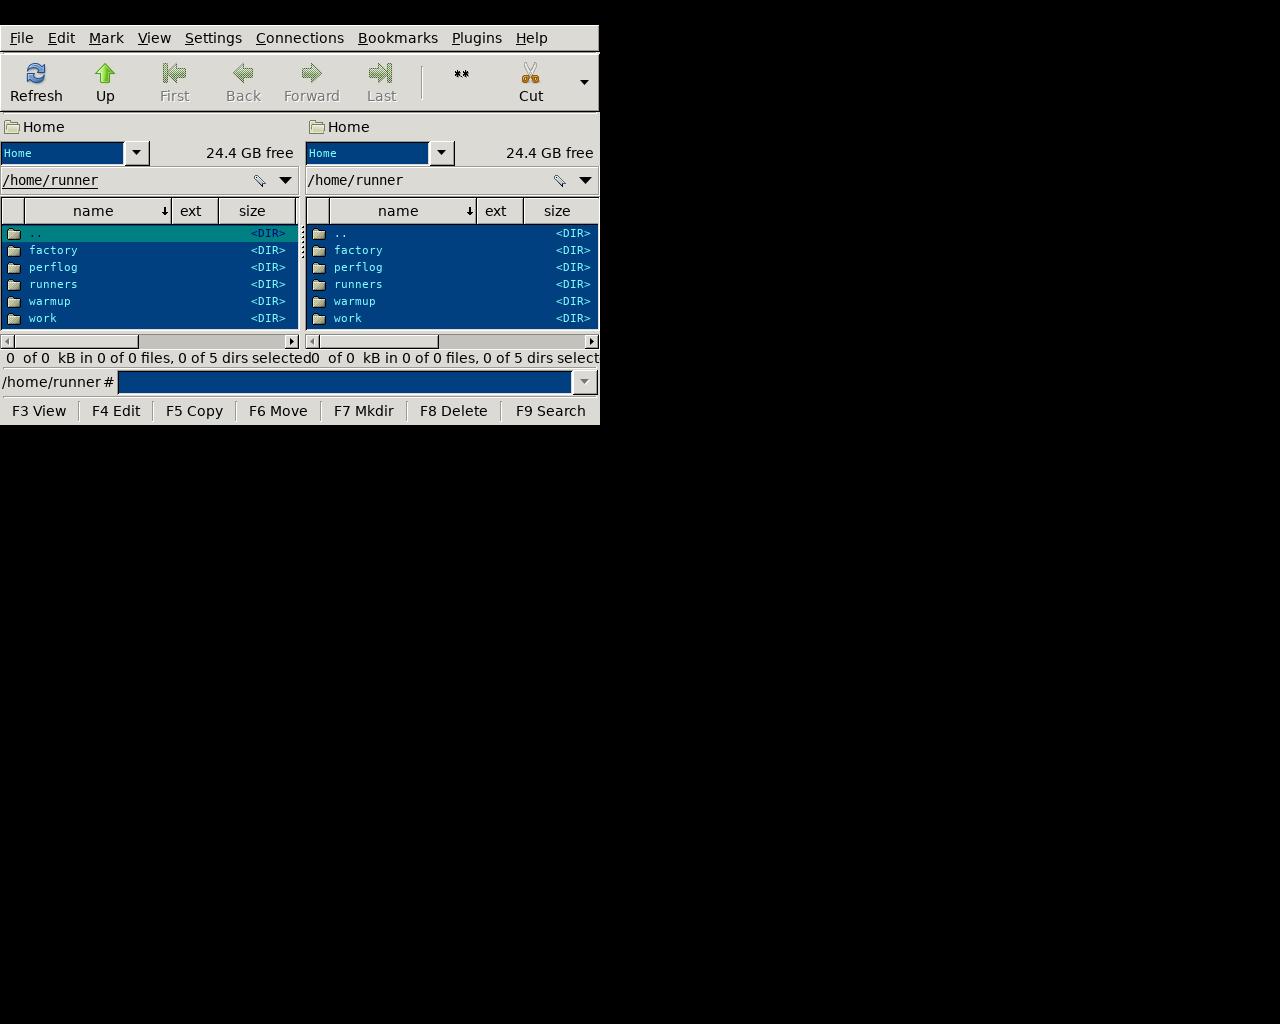 File Edit Mark View Settings Connections Bookmarks Plugins Help
Refresh Up First Back Forward Last ** Cut
Home Home
Home 24.4 GB free Home 24.4 GB free
/home/runner /home/runner
name ext size name ext size
.. <DIR> .. <DIR>
factory <DIR> factory <DIR>
perflog <DIR> perflog <DIR>
runners <DIR> runners <DIR>
warmup <DIR> warmup <DIR>
work <DIR> work <DIR>
0 of 0 kB in 0 of 0 files, 0 of 5 dirs selected 0 of 0 kB in 0 of 0 files, 0 of 5 dirs select
/home/runner #
F3 View F4 Edit F5 Copy F6 Move F7 Mkdir F8 Delete F9 Search